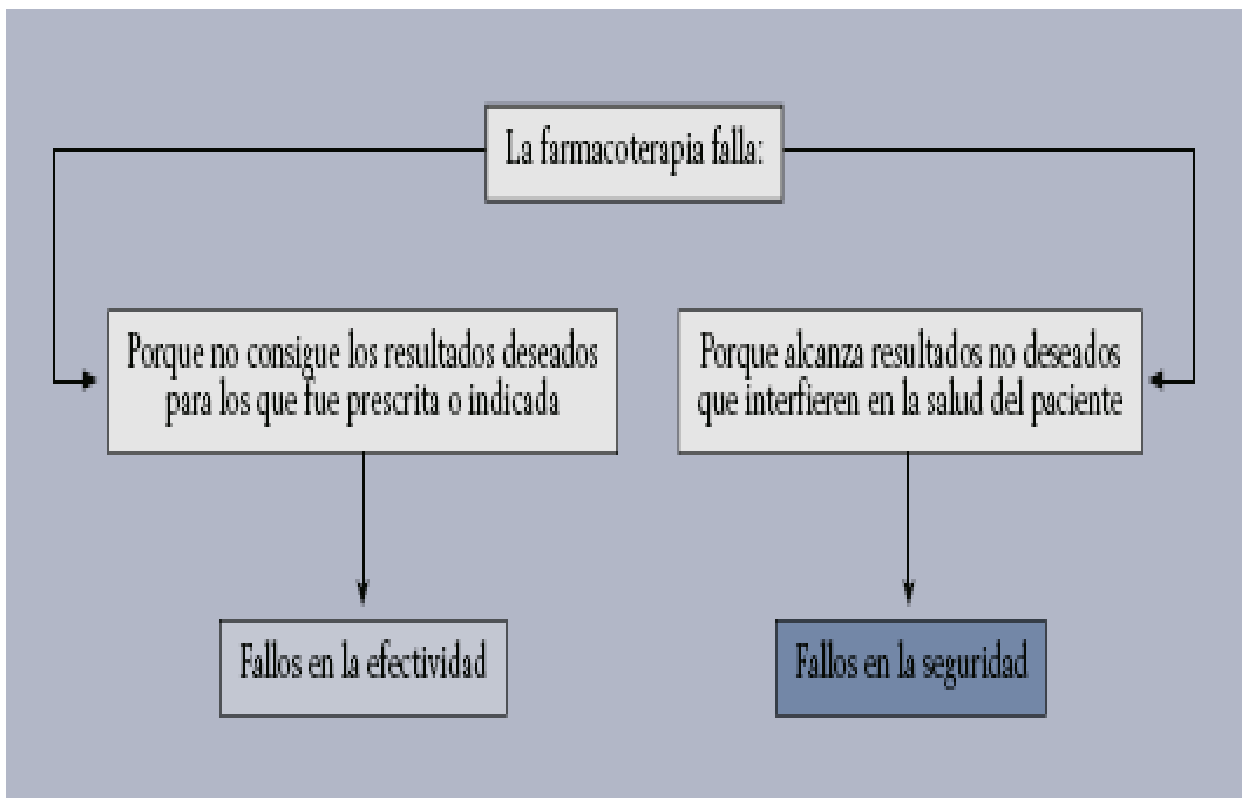 La farmacoterapia falla:
Porque no consigue los resultados deseados
para los que fue prescrita o indicada
Porque alcanza resultados no deseados
que interfieren en la salud del paciente
Fallos en la efectividad
Fallos en la seguridad